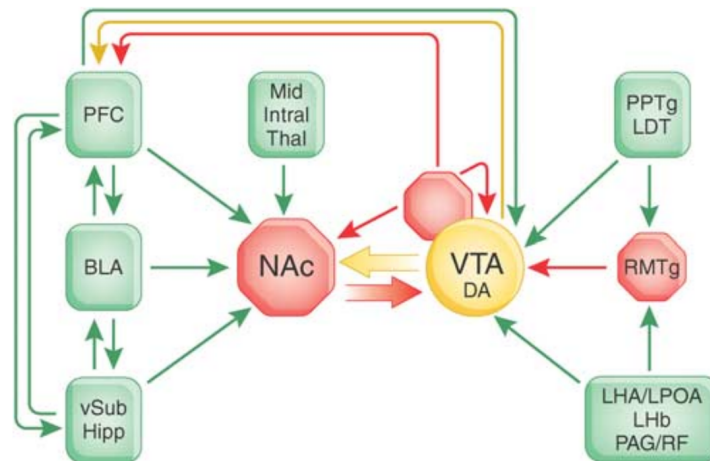 PFC
Mid
Intral
Thal
PPTg
LDT
BLA
NAc
VTA
DA
RMTg
vSub
Hipp
LHA/LPOA
LHb
PAG/RF